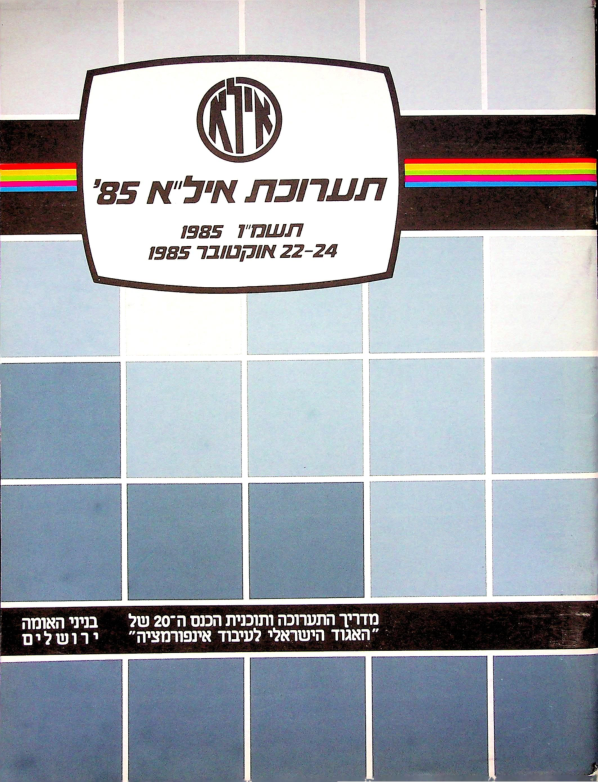 אילא
תערוכת איל"א 85'
תשמ"ו 1985
22-24 אוקטובר 1985
מדריך התערוכה ותוכנית הכנס ה־20 של
"האגוד הישראלי לעיבוד אינפורמציה"
בניני האומה
ירושלים